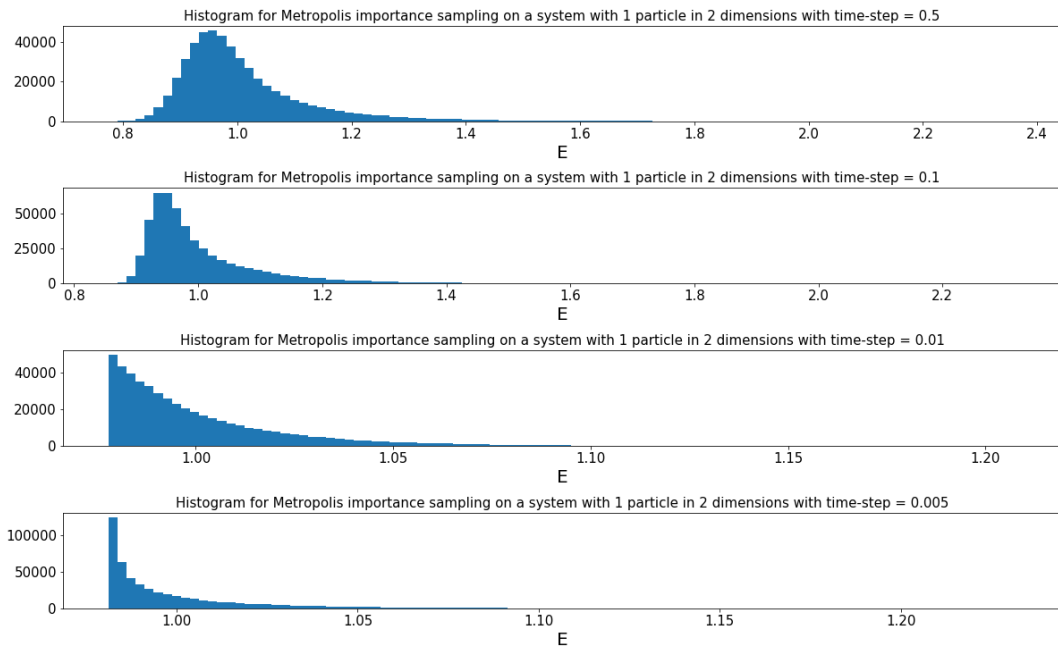 Histogram for Metropolis importance sampling on a system with 1 particle in 2 dimensions with time-step = 0.5
40000
20000
0
0.8 1.0 1.2 1.4 1.6 1.8 2.0 2.2 2.4
E
Histogram for Metropolis importance sampling on a system with 1 particle in 2 dimensions with time-step = 0.1
50000
25000
0
0.8 1.0 1.2 1.4 1.6 1.8 2.0 2.2
E
Histogram for Metropolis importance sampling on a system with 1 particle in 2 dimensions with time-step = 0.01
40000
20000
0
1.00 1.05 1.10 1.15 1.20
E
Histogram for Metropolis importance sampling on a system with 1 particle in 2 dimensions with time-step = 0.005
100000
50000
0
1.00 1.05 1.10 1.15 1.20
E